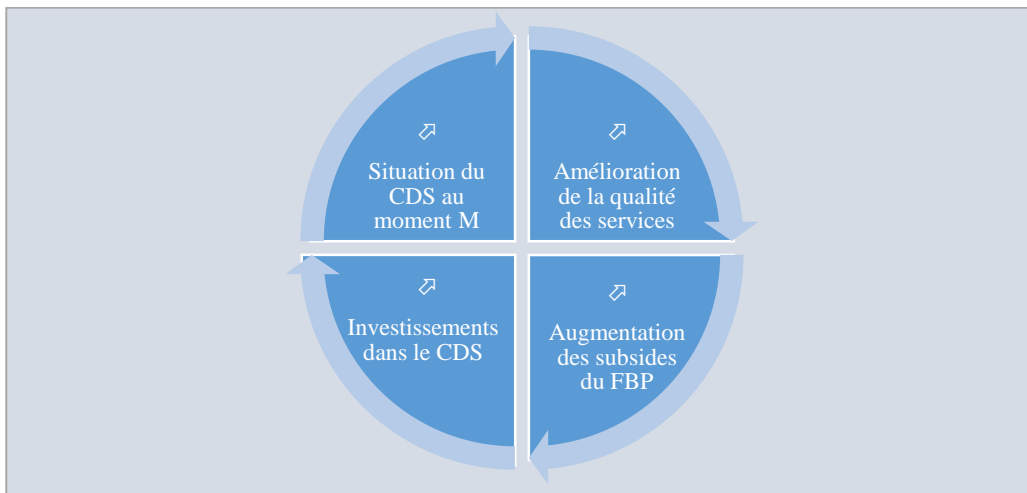 ⬀
Situation du
CDS au
moment M
⬀
Amélioration
de la qualité
des services
⬀
Investissements
dans le CDS
⬀
Augmentation
des subsides
du FBP